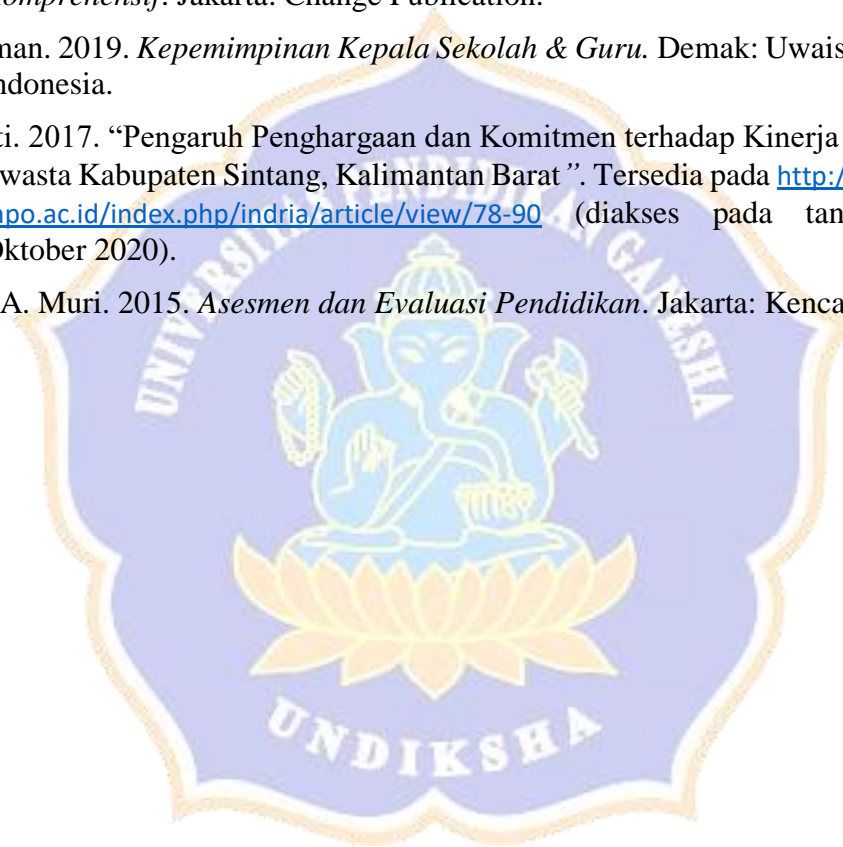 omprehensif. Jakarta: Change Publication.
man. 2019. Kepemimpinan Kepala Sekolah & Guru. Demak: Uwais
ndonesia.
ti. 2017. “Pengaruh Penghargaan dan Komitmen terhadap Kinerja
wasta Kabupaten Sintang, Kalimantan Barat”. Tersedia pada http:/
npo.ac.id/index.php/indria/article/view/78-90 (diakses pada tan
Oktober 2020).
A. Muri. 2015. Asesmen dan Evaluasi Pendidikan. Jakarta: Kenca
UNIVERSITAS PENDIDIKAN GANESHA
UNDIKSHA